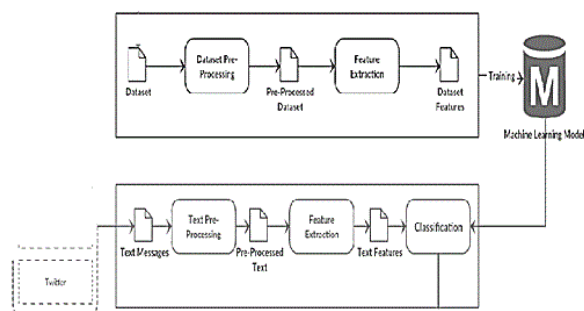 Dataset
Dataset Pre-
Processing
Pre-Processed
Dataset
Feature
Extraction
Dataset
Features
Training
M
Machine Learning Model
Text Messages
Text Pre-
Processing
Pre-Processed
Text
Feature
Extraction
Text Features
Classification
Twitter